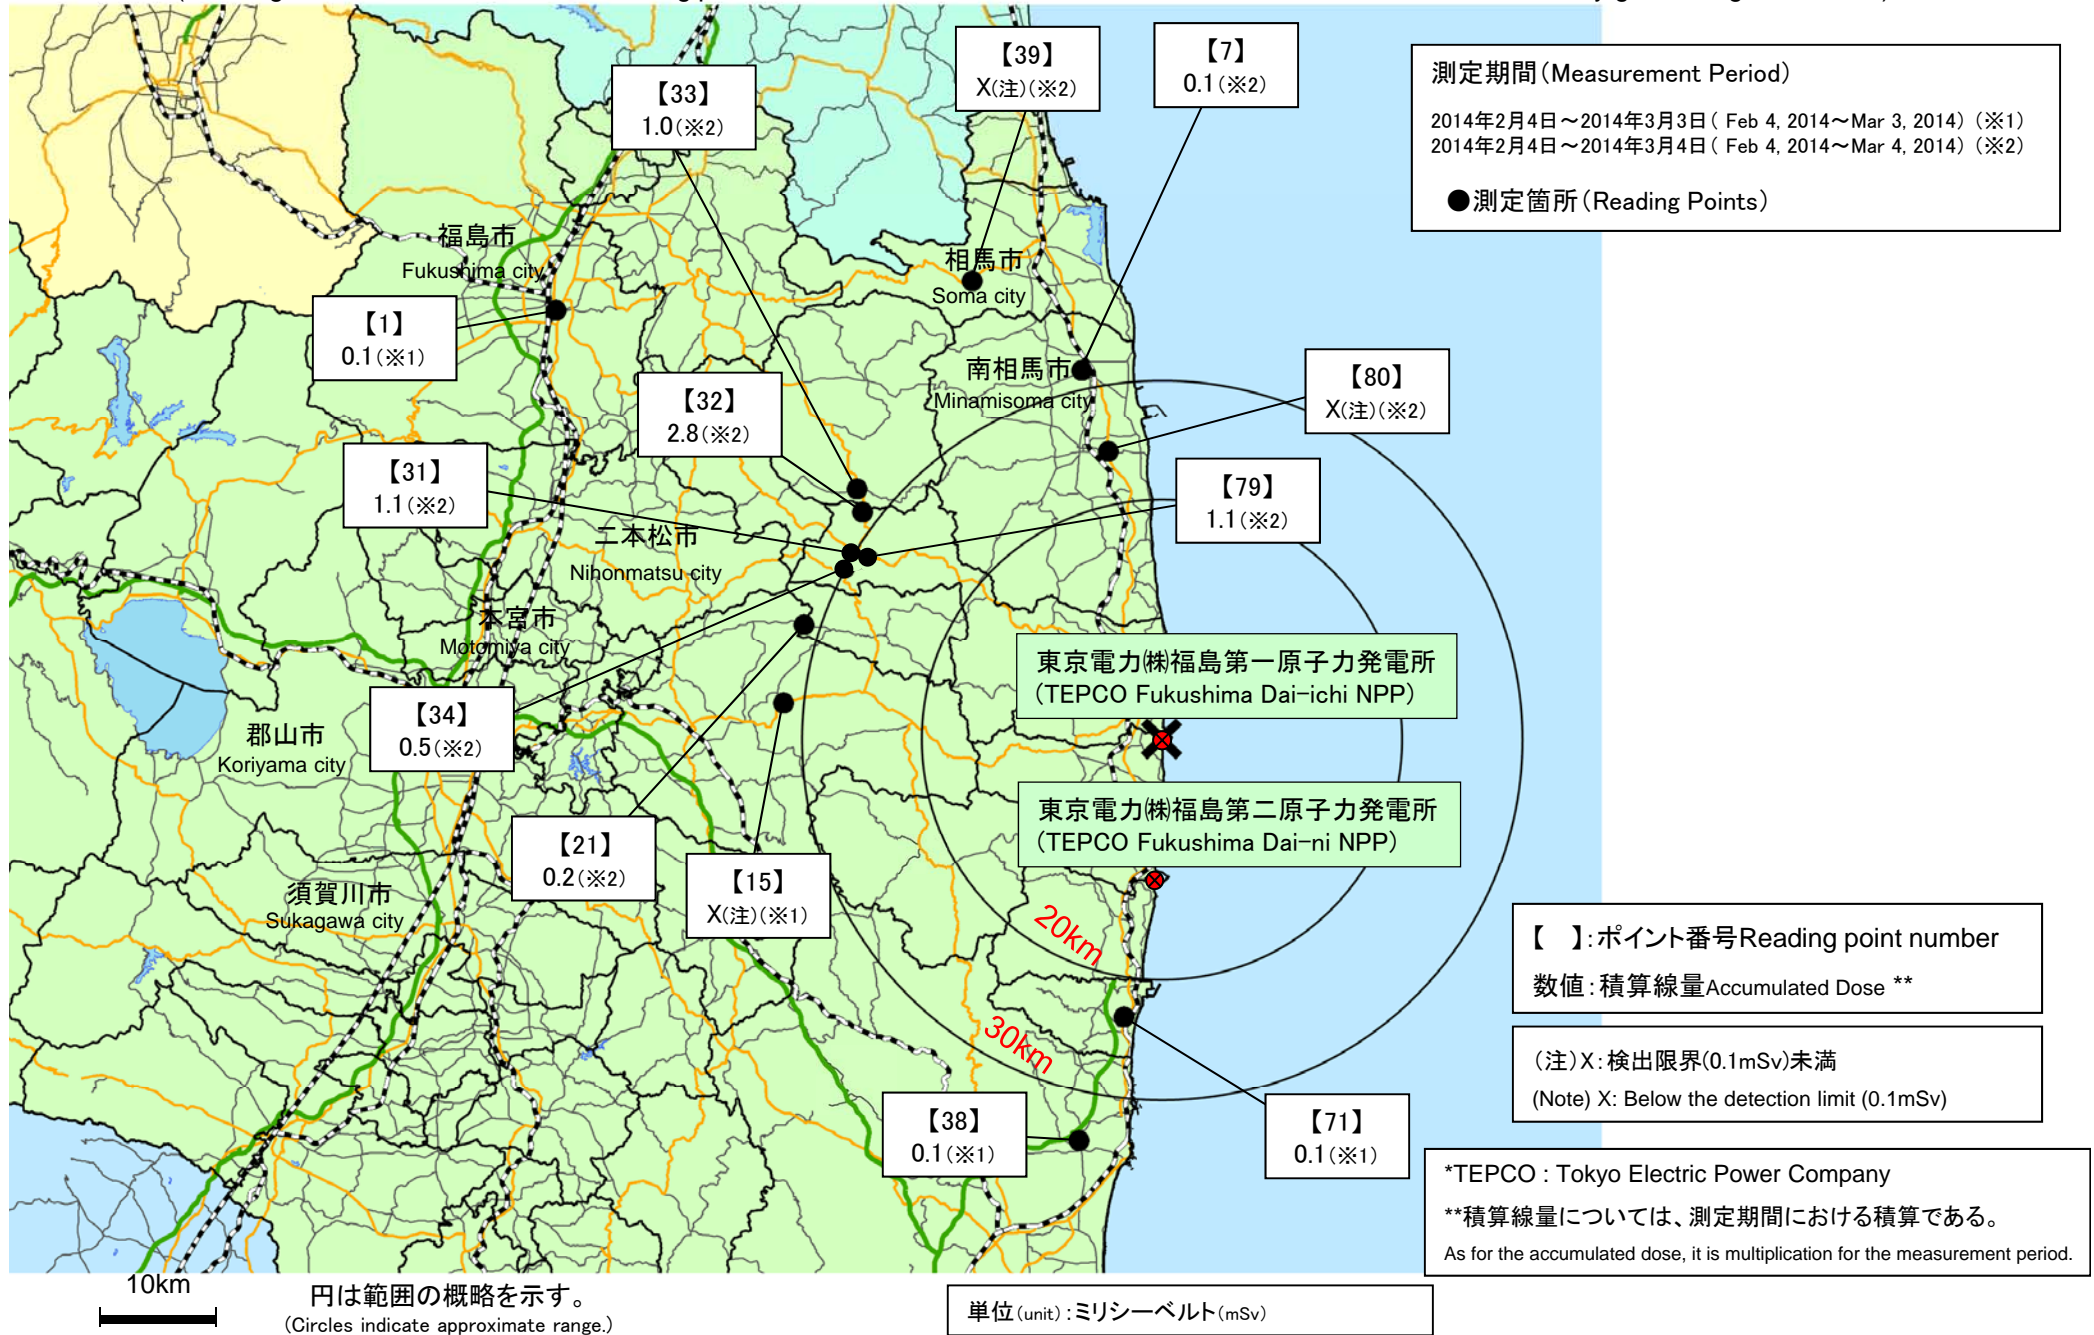 【39】
X(注)(※2)
【7】
0.1(※2)
【33】
1.0(※2)
測定期間(Measurement Period)
2014年2月4日～2014年3月3日( Feb 4, 2014～Mar 3, 2014) (※1)
2014年2月4日～2014年3月4日( Feb 4, 2014～Mar 4, 2014) (※2)
●測定箇所(Reading Points)
福島市
Fukushima city
相馬市
Soma city
【1】
0.1(※1)
南相馬市
Minamisoma city
【80】
X(注)(※2)
【32】
2.8(※2)
【31】
1.1(※2)
【79】
1.1(※2)
二本松市
Nihonmatsu city
本宮市
Motomiya city
東京電力㈱福島第一原子力発電所
(TEPCO Fukushima Dai-ichi NPP)
【34】
0.5(※2)
郡山市
Koriyama city
東京電力㈱福島第二原子力発電所
(TEPCO Fukushima Dai-ni NPP)
【21】
0.2(※2)
【15】
X(注)(※1)
須賀川市
Sukagawa city
20km
30km
【　】:ポイント番号Reading point number
数値:積算線量Accumulated Dose **
(注)X:検出限界(0.1mSv)未満
(Note) X: Below the detection limit (0.1mSv)
【38】
0.1(※1)
【71】
0.1(※1)
*TEPCO : Tokyo Electric Power Company
**積算線量については、測定期間における積算である。
As for the accumulated dose, it is multiplication for the measurement period.
10km
円は範囲の概略を示す。
(Circles indicate approximate range.)
単位(unit):ミリシーベルト(mSv)